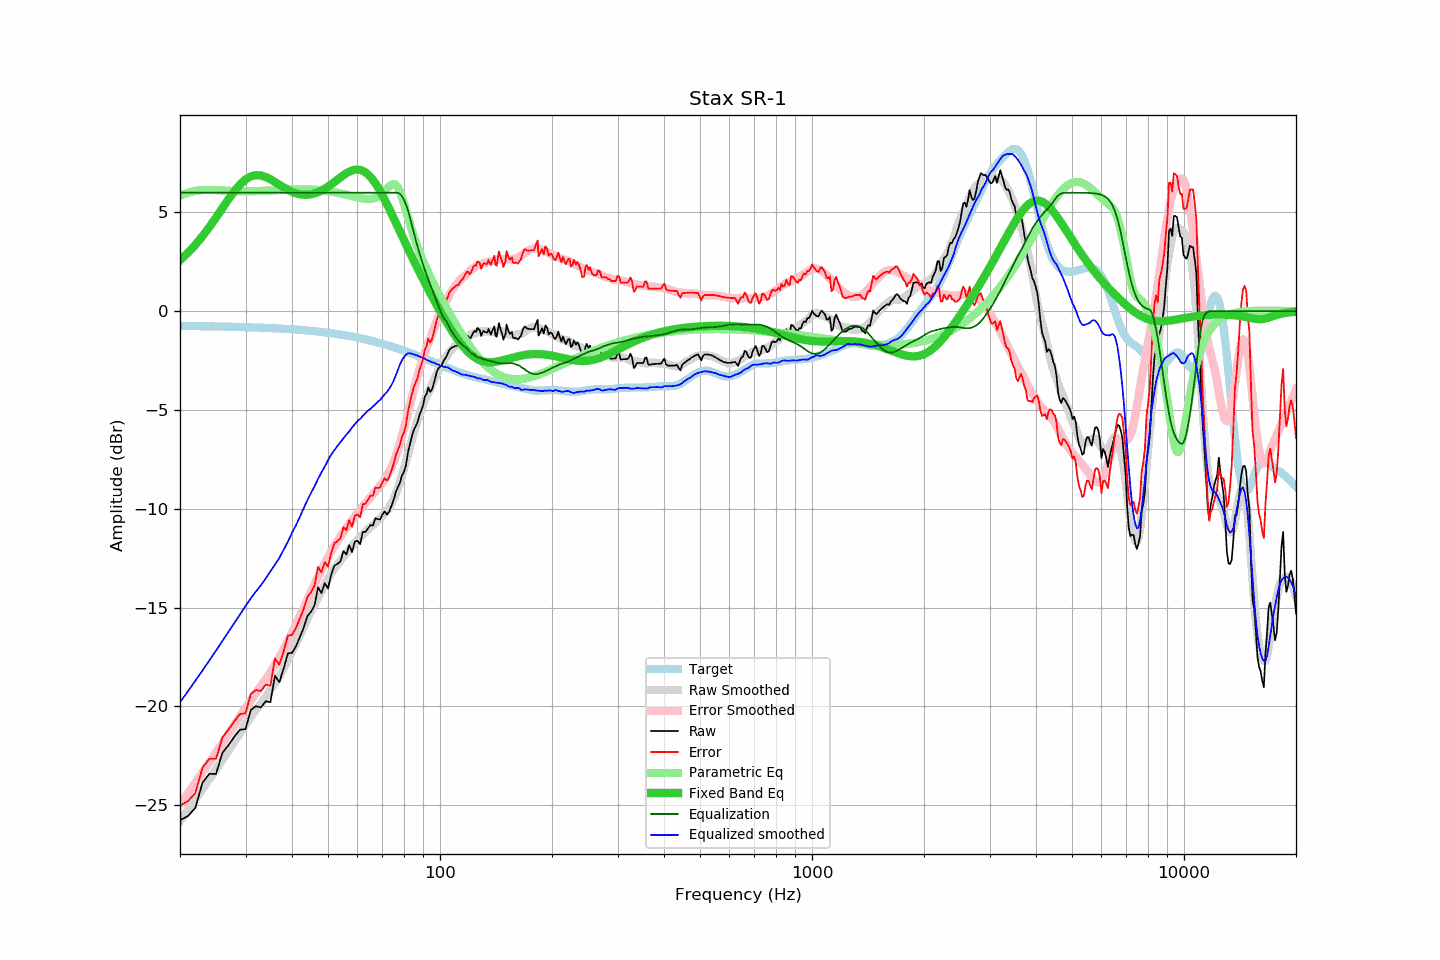 Stax SR-1
Amplitude (dBr)
5
0
−5
−10
−15
−20
−25
Target
Raw Smoothed
Error Smoothed
Raw
Error
Parametric Eq
Fixed Band Eq
Equalization
Equalized smoothed
100
1000
10000
Frequency (Hz)